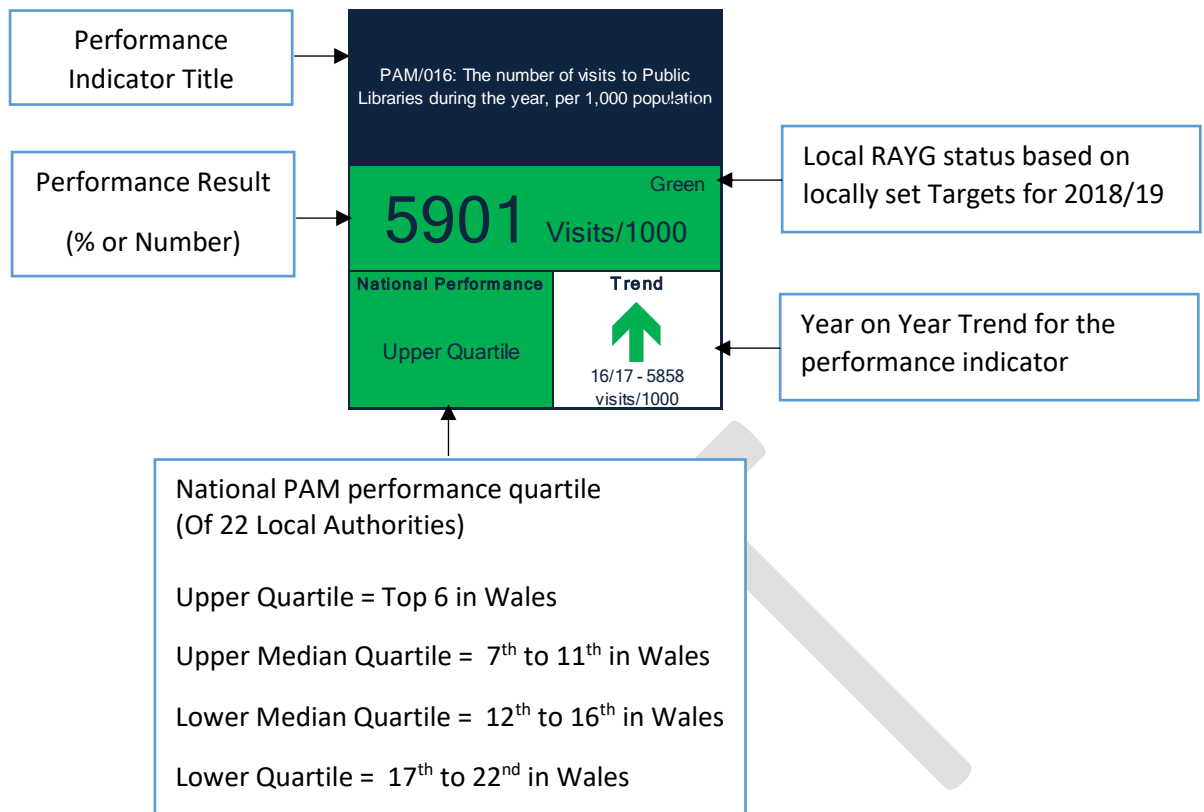 Performance
Indicator Title
PAM/016: The number of visits to Public
Libraries during the year, per 1,000 population
Performance Result
(% or Number)
Green
5901 Visits/1000
Local RAYG status based on
locally set Targets for 2018/19
National Performance
Upper Quartile
Trend
16/17 - 5858
visits/1000
Year on Year Trend for the
performance indicator
National PAM performance quartile
(Of 22 Local Authorities)
Upper Quartile = Top 6 in Wales
Upper Median Quartile = 7th to 11th in Wales
Lower Median Quartile = 12th to 16th in Wales
Lower Quartile = 17th to 22nd in Wales